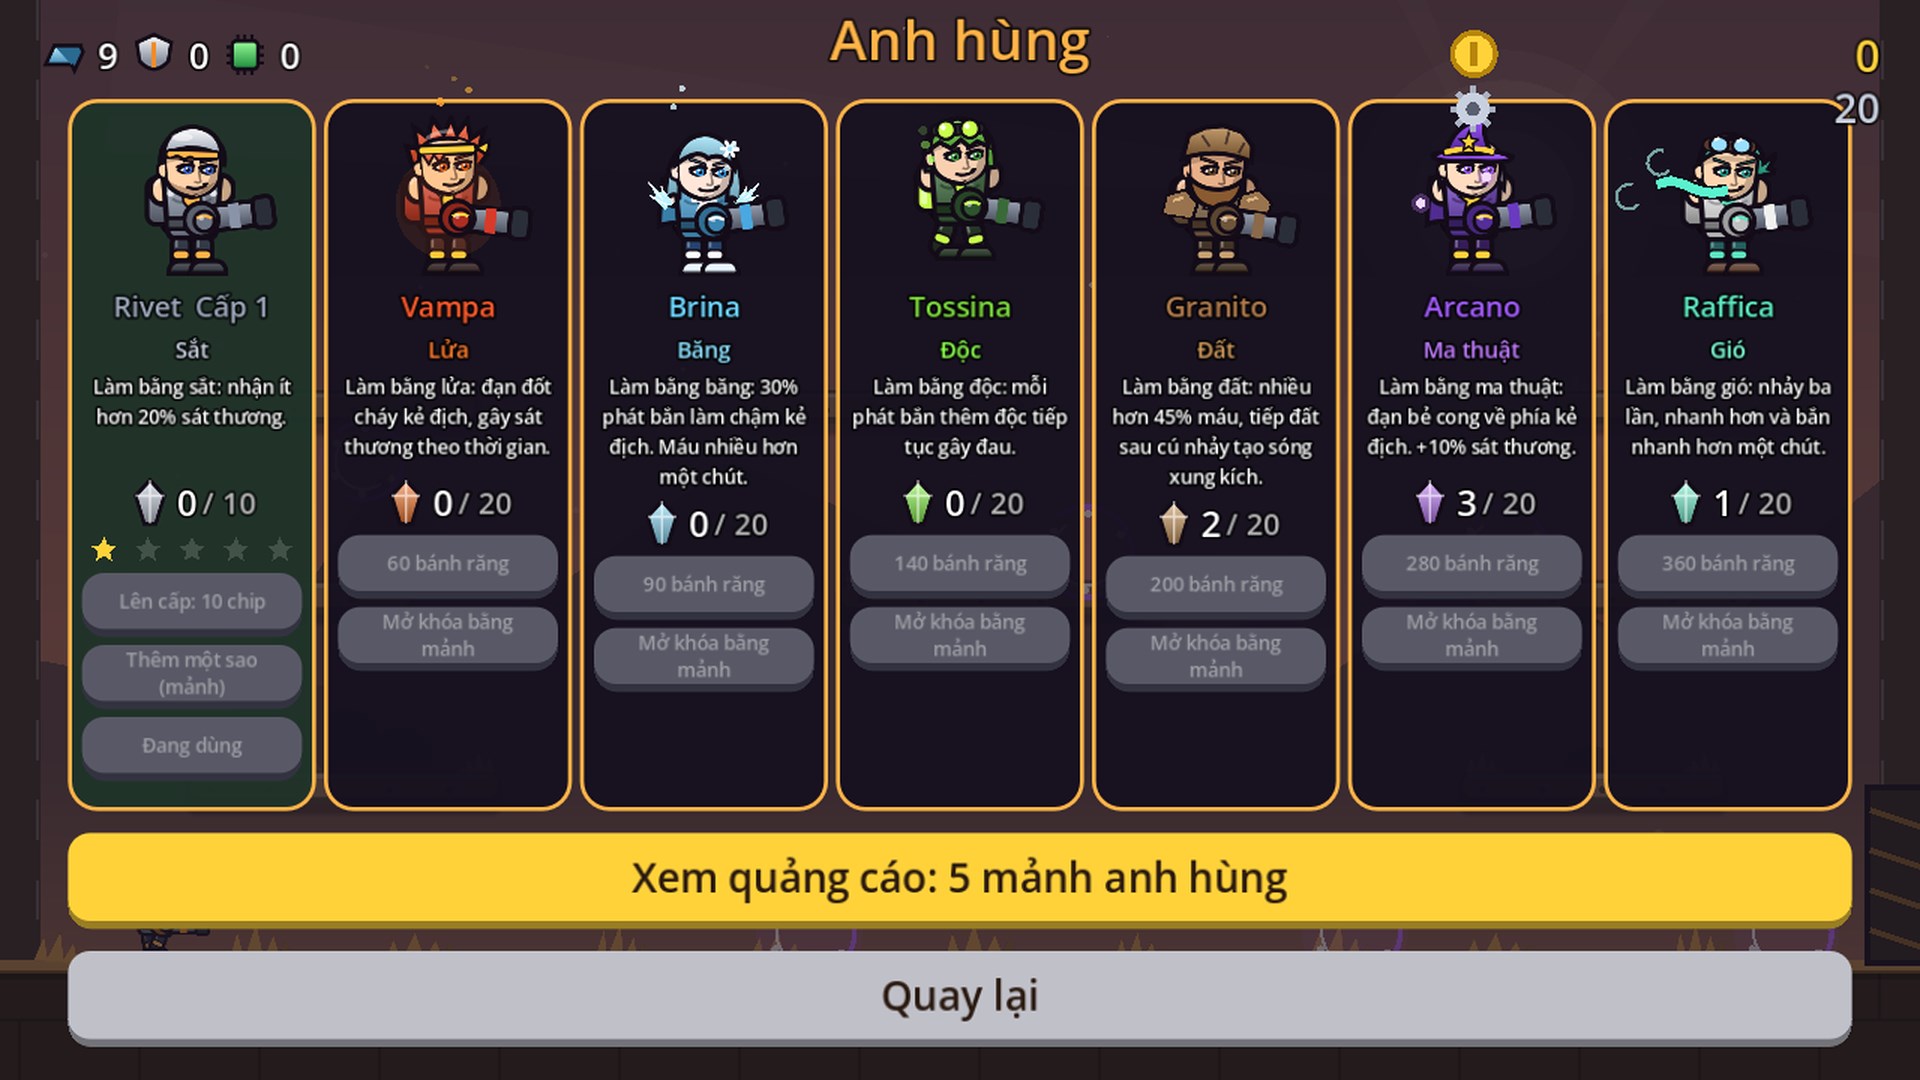 9 0 0
Anh hùng
0
20
Rivet Cấp 1
Sắt
Làm bằng sắt: nhận ít
hơn 20% sát thương.
0 / 10
Lên cấp: 10 chip
Thêm một sao
(mảnh)
Đang dùng
Vampa
Lửa
Làm bằng lửa: đạn đốt
cháy kẻ địch, gây sát
thương theo thời gian.
0 / 20
60 bánh răng
Mở khóa bằng
mảnh
Brina
Băng
Làm bằng băng: 30%
phát bắn làm chậm kẻ
địch. Máu nhiều hơn
một chút.
0 / 20
90 bánh răng
Mở khóa bằng
mảnh
Tossina
Độc
Làm bằng độc: mỗi
phát bắn thêm độc tiếp
tục gây đau.
0 / 20
140 bánh răng
Mở khóa bằng
mảnh
Granito
Đất
Làm bằng đất: nhiều
hơn 45% máu, tiếp đất
sau cú nhảy tạo sóng
xung kích.
2 / 20
200 bánh răng
Mở khóa bằng
mảnh
Arcano
Ma thuật
Làm bằng ma thuật:
đạn bẻ cong về phía kẻ
địch. +10% sát thương.
3 / 20
280 bánh răng
Mở khóa bằng
mảnh
Raffica
Gió
Làm bằng gió: nhảy ba
lần, nhanh hơn và bắn
nhanh hơn một chút.
1 / 20
360 bánh răng
Mở khóa bằng
mảnh
Xem quảng cáo: 5 mảnh anh hùng
Quay lại